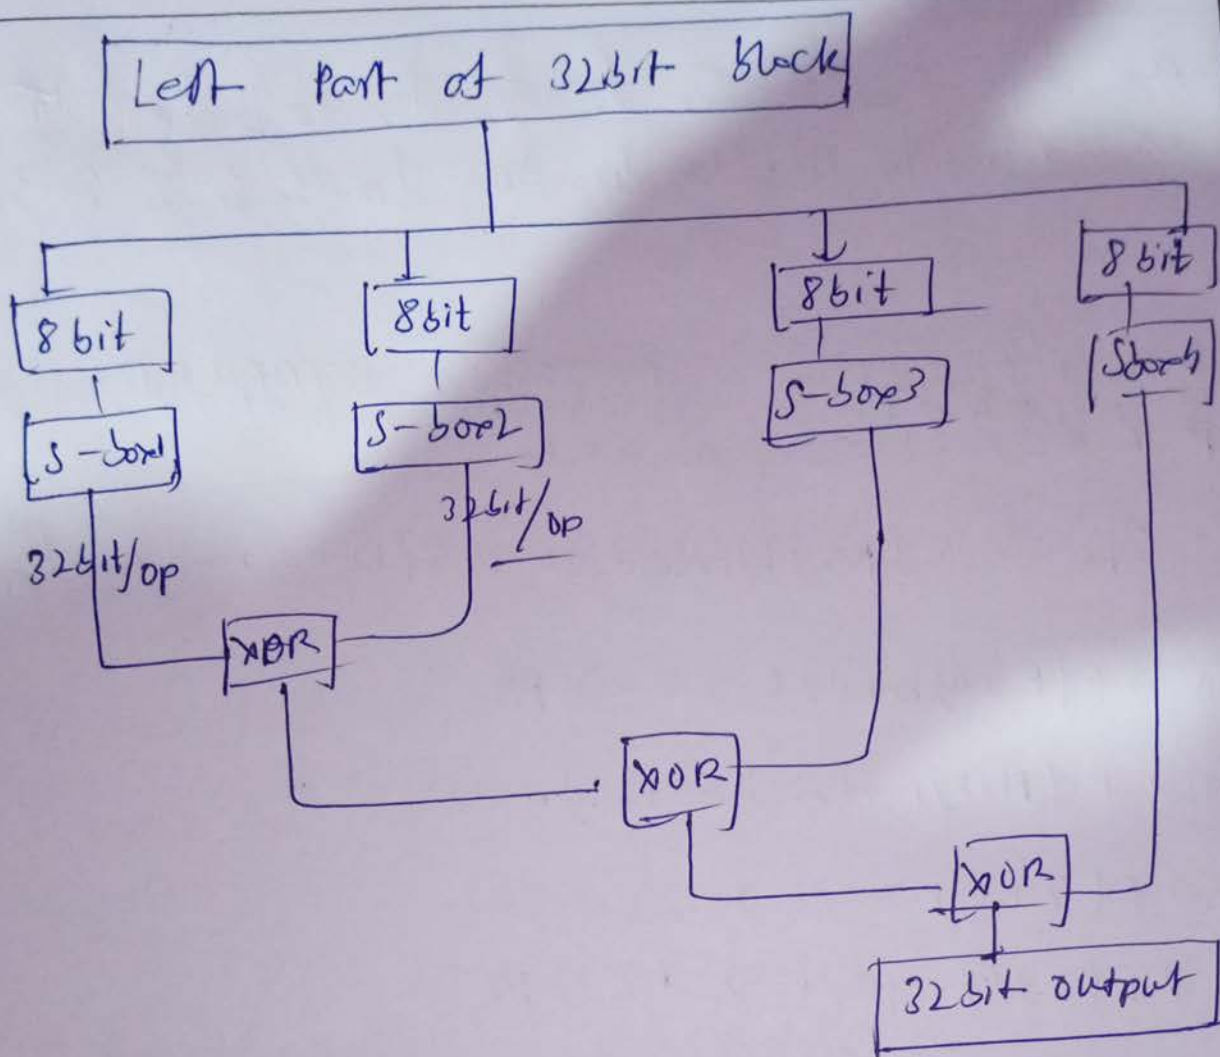 Left Part of 32bit block
8 bit
8bit
8bit
8 bit
S-box1
S-box2
S-box3
Sbox4
32bit/op
32bit/op
XOR
XOR
XOR
32bit output